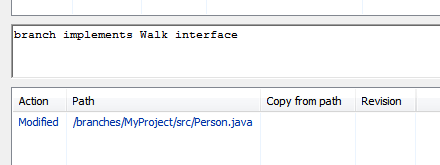 branch implements Walk interface
Action Path Copy from path Revision
Modified /branches/MyProject/src/Person.java